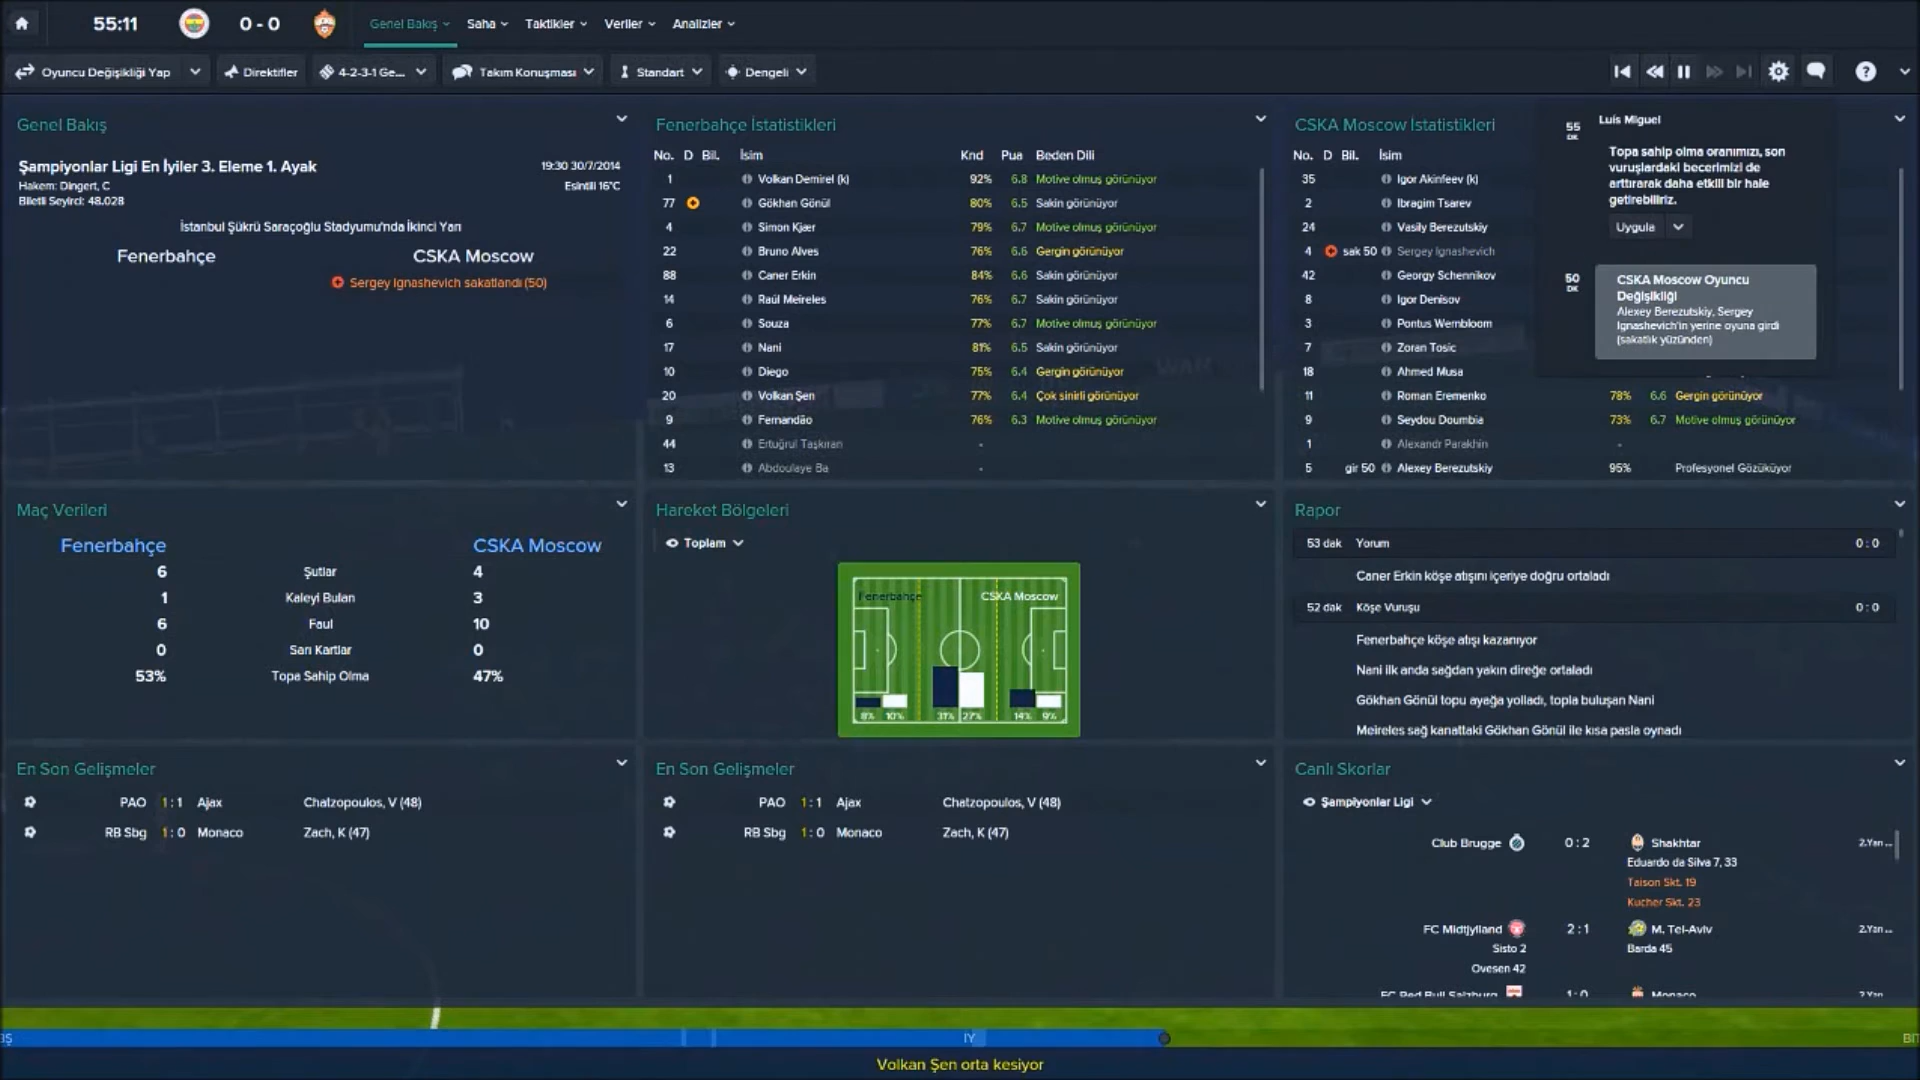 55:11 0 - 0 Genel Bakış Saha Taktikler Veriler Analizler
Oyuncu Değişikliği Yap Direktifler 4-2-3-1 Ge... Takım Konuşması Standart Dengeli
Genel Bakış
Şampiyonlar Ligi En İyiler 3. Eleme 1. Ayak 19:30 30/7/2014
Hakem: Dingert, C Esintili 16°C
Biletli Seyirci: 48.028
İstanbul Şükrü Saraçoğlu Stadyumu'nda İkinci Yarı
Fenerbahçe CSKA Moscow
Sergey Ignashevich sakatlandı (50)
Fenerbahçe İstatistikleri
No. D Bil. İsim Knd Pua Beden Dili
1 Volkan Demirel (k) 92% 6.8 Motive olmuş görünüyor
77 Gökhan Gönül 80% 6.5 Sakin görünüyor
4 Simon Kjær 79% 6.7 Motive olmuş görünüyor
22 Bruno Alves 76% 6.6 Gergin görünüyor
88 Caner Erkin 84% 6.6 Sakin görünüyor
14 Raúl Meireles 76% 6.7 Sakin görünüyor
6 Souza 77% 6.7 Motive olmuş görünüyor
17 Nani 81% 6.5 Sakin görünüyor
10 Diego 75% 6.4 Gergin görünüyor
20 Volkan Şen 77% 6.4 Çok sinirli görünüyor
9 Fernandão 76% 6.3 Motive olmuş görünüyor
44 Ertuğrul Taşkıran -
13 Abdoulaye Ba -
CSKA Moscow İstatistikleri
No. D Bil. İsim
35 Igor Akinfeev (k)
2 Ibragim Tsarev
24 Vasily Berezutskiy
4 sak 50 Sergey Ignashevich
42 Georgy Schennikov
8 Igor Denisov
3 Pontus Wernbloom
7 Zoran Tosic
18 Ahmed Musa
11 Roman Eremenko 78% 6.6 Gergin görünüyor
9 Seydou Doumbia 73% 6.7 Motive olmuş görünüyor
1 Alexandr Parakhin -
5 gir 50 Alexey Berezutskiy 95% Profesyonel Gözüküyor
55 DK Luís Miguel
Topa sahip olma oranımızı, son
vuruşlardaki becerimizi de
arttırarak daha etkili bir hale
getirebiliriz.
Uygula
50 DK CSKA Moscow Oyuncu
Değişikliği
Alexey Berezutskiy, Sergey
Ignashevich'in yerine oyuna girdi
(sakatlık yüzünden)
Maç Verileri
Fenerbahçe CSKA Moscow
6 Şutlar 4
1 Kaleyi Bulan 3
6 Faul 10
0 Sarı Kartlar 0
53% Topa Sahip Olma 47%
Hareket Bölgeleri
Toplam
Fenerbahçe CSKA Moscow
8% 10% 31% 27% 14% 9%
Rapor
53 dak Yorum 0 : 0
Caner Erkin köşe atışını içeriye doğru ortaladı
52 dak Köşe Vuruşu 0 : 0
Fenerbahçe köşe atışı kazanıyor
Nani ilk anda sağdan yakın direğe ortaladı
Gökhan Gönül topu ayağa yolladı, topla buluşan Nani
Meireles sağ kanattaki Gökhan Gönül ile kısa pasla oynadı
En Son Gelişmeler
PAO 1 : 1 Ajax Chatzopoulos, V (48)
RB Sbg 1 : 0 Monaco Zach, K (47)
En Son Gelişmeler
PAO 1 : 1 Ajax Chatzopoulos, V (48)
RB Sbg 1 : 0 Monaco Zach, K (47)
Canlı Skorlar
Şampiyonlar Ligi
Club Brugge 0 : 2 Shakhtar 2.Yarı ...
Eduardo da Silva 7, 33
Taison Skt. 19
Kucher Skt. 23
FC Midtjylland 2 : 1 M. Tel-Aviv 2.Yarı ...
Sisto 2 Barda 45
Ovesen 42
FC Red Bull Salzburg 1 : 0 Monaco
İY
Volkan Şen orta kesiyor